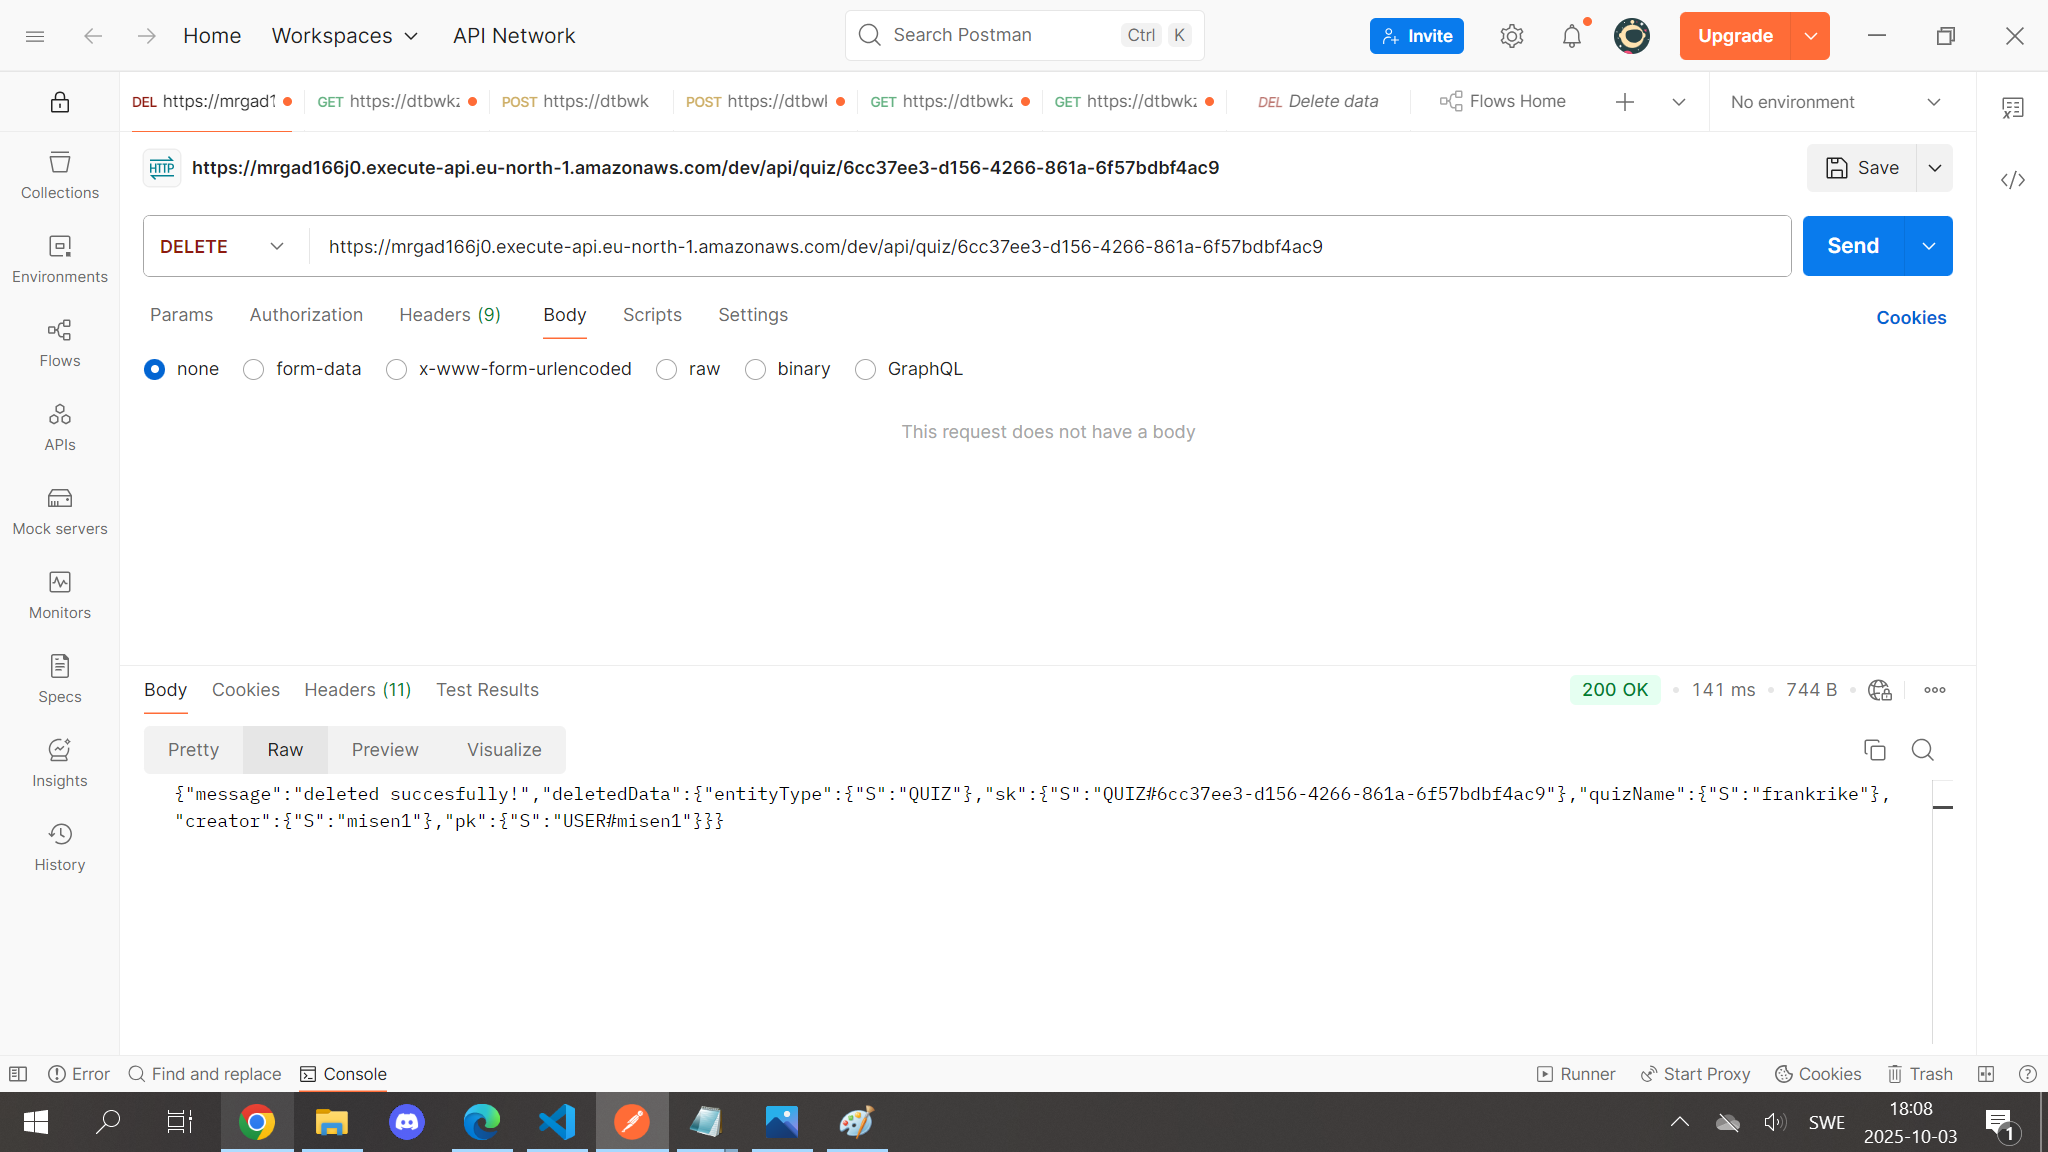 Home
Workspaces
API Network
Search Postman
Ctrl
K
Invite
Upgrade
DEL https://mrgad1
GET https://dtbwkz
POST https://dtbwk
POST https://dtbwl
GET https://dtbwkz
GET https://dtbwkz
DEL Delete data
Flows Home
No environment
HTTP
https://mrgad166j0.execute-api.eu-north-1.amazonaws.com/dev/api/quiz/6cc37ee3-d156-4266-861a-6f57bdbf4ac9
Save
Collections
Environments
Flows
APIs
Mock servers
Monitors
Specs
Insights
History
DELETE
https://mrgad166j0.execute-api.eu-north-1.amazonaws.com/dev/api/quiz/6cc37ee3-d156-4266-861a-6f57bdbf4ac9
Send
Params
Authorization
Headers (9)
Body
Scripts
Settings
Cookies
none
form-data
x-www-form-urlencoded
raw
binary
GraphQL
This request does not have a body
Body
Cookies
Headers (11)
Test Results
200 OK
141 ms
744 B
Pretty
Raw
Preview
Visualize
{"message":"deleted succesfully!","deletedData":{"entityType":{"S":"QUIZ"},"sk":{"S":"QUIZ#6cc37ee3-d156-4266-861a-6f57bdbf4ac9"},"quizName":{"S":"frankrike"},
"creator":{"S":"misen1"},"pk":{"S":"USER#misen1"}}}
Error
Find and replace
Console
Runner
Start Proxy
Cookies
Trash
SWE
18:08
2025-10-03
1